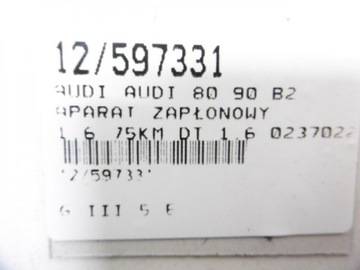 12/597331
AUDI AUDI 80 90 B2
APARAT ZAPŁONOWY
1 6 75KM DT 1 6 0237022
12/597331
G III 5 E